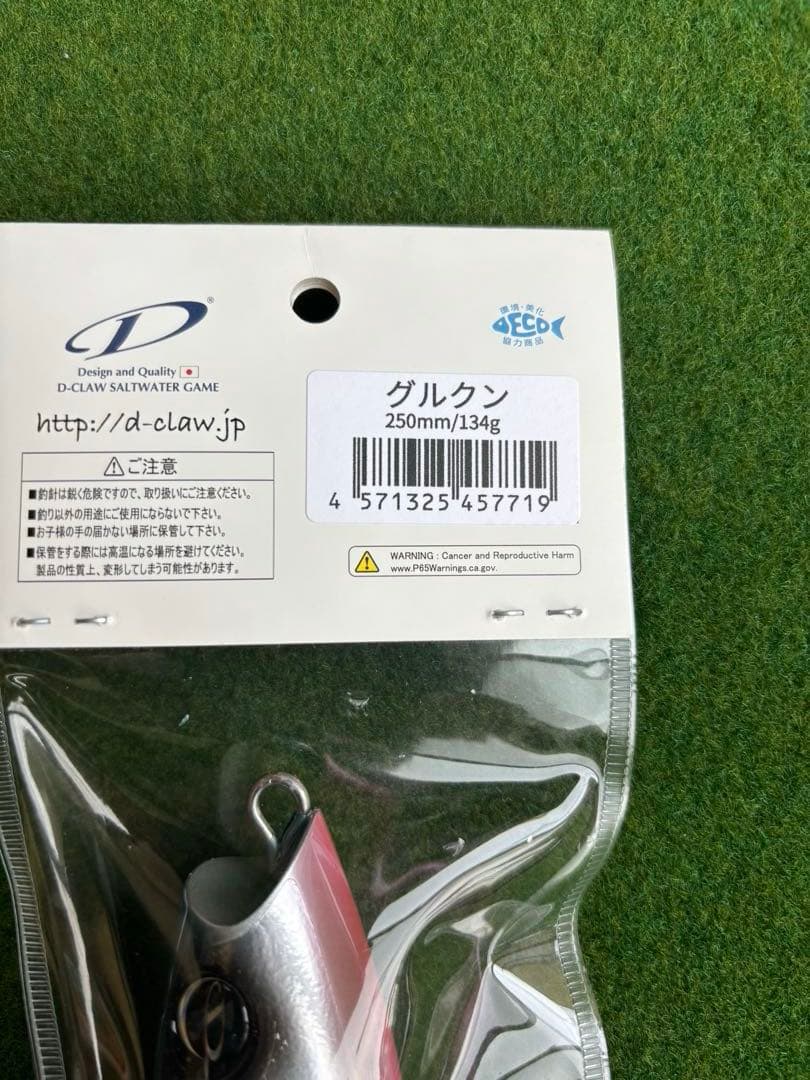 D®
Design and Quality
D-CLAW SALTWATER GAME
http://d-claw.jp
⚠ご注意
■釣針は鋭く危険ですので、取り扱いにご注意ください。
■釣り以外の用途にご使用にならないで下さい。
■お子様の手の届かない場所に保管して下さい。
■保管をする際には高温になる場所を避けてください。
製品の性質上、変形してしまう可能性があります。
環境・美化
DECO
協力商品
グルクン
250mm/134g
4 571325 457719
WARNING : Cancer and Reproductive Harm
www.P65Warnings.ca.gov.